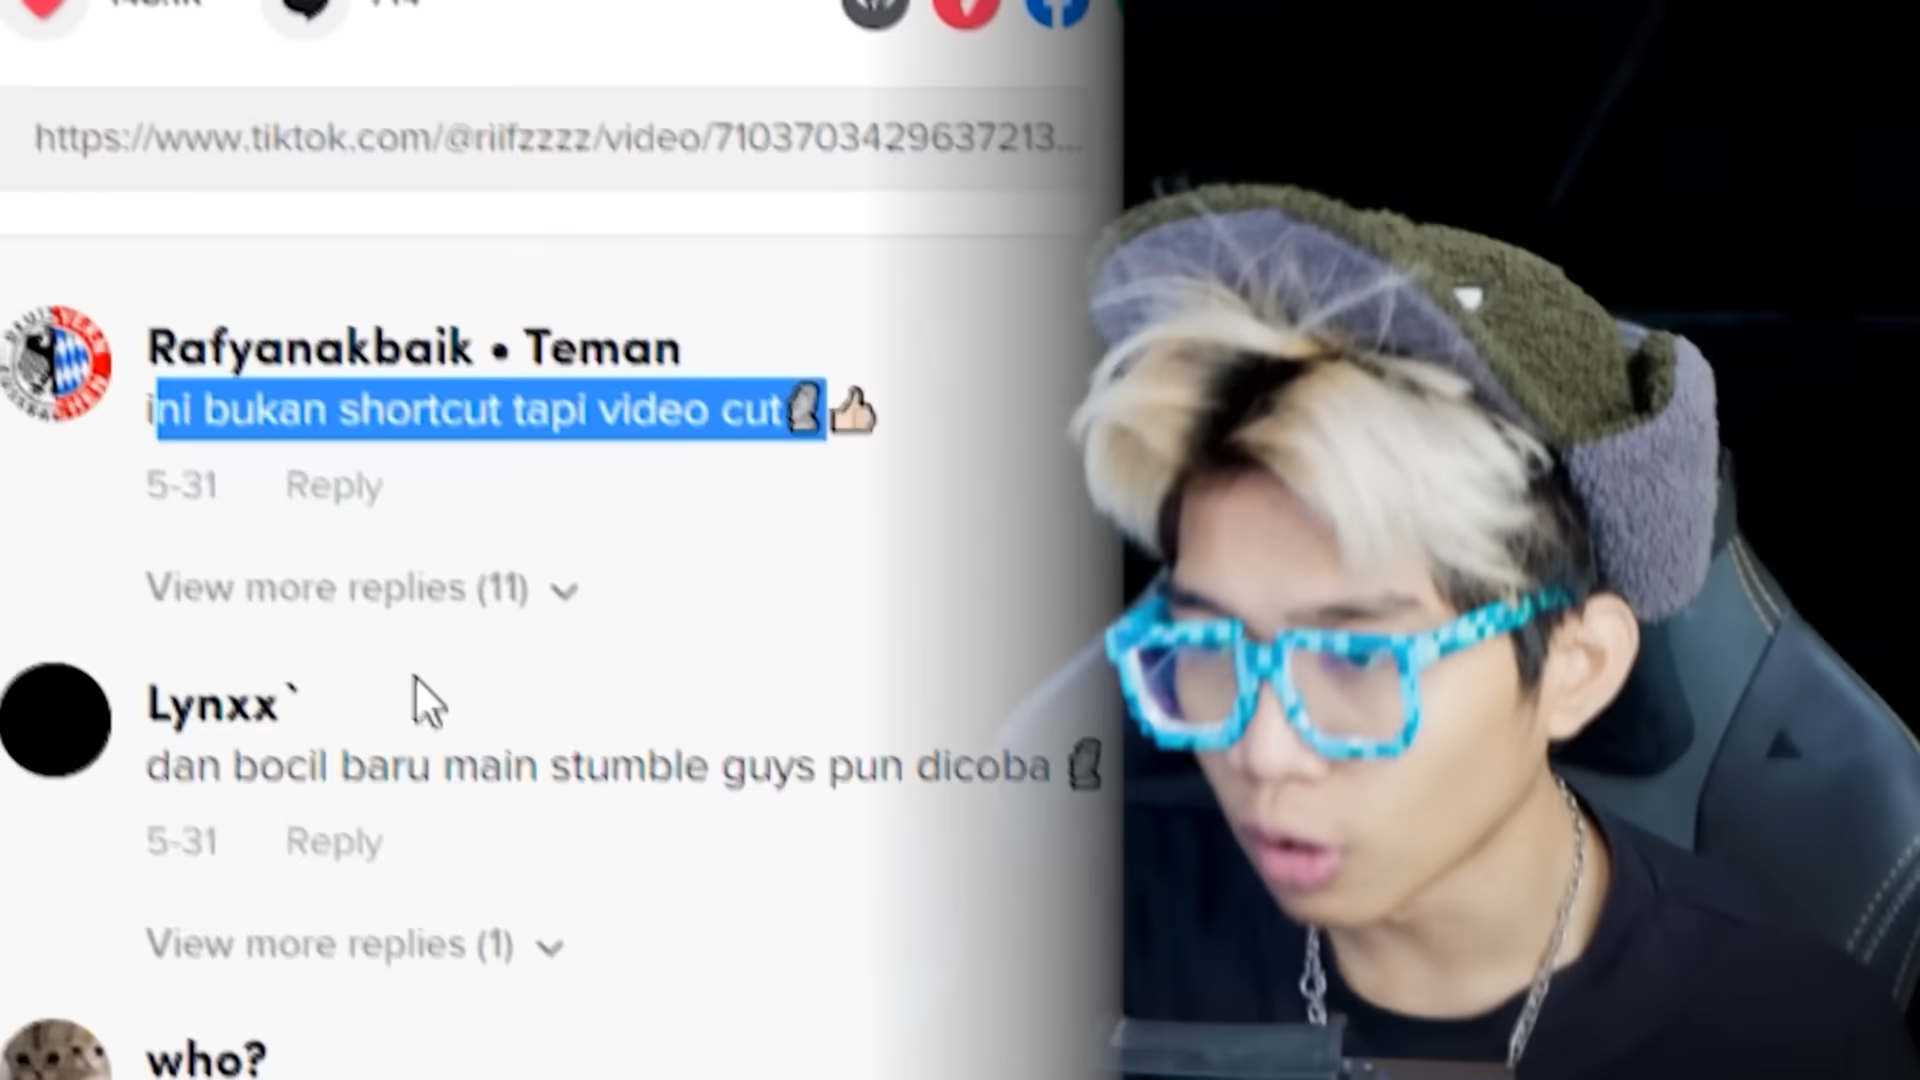 https://www.tiktok.com/@riifzzzz/video/7103703429637213...
Rafyanakbaik • Teman
ini bukan shortcut tapi video cut🗿👍🏻
5-31 Reply
View more replies (11)
Lynxx`
dan bocil baru main stumble guys pun dicoba 🗿
5-31 Reply
View more replies (1)
who?